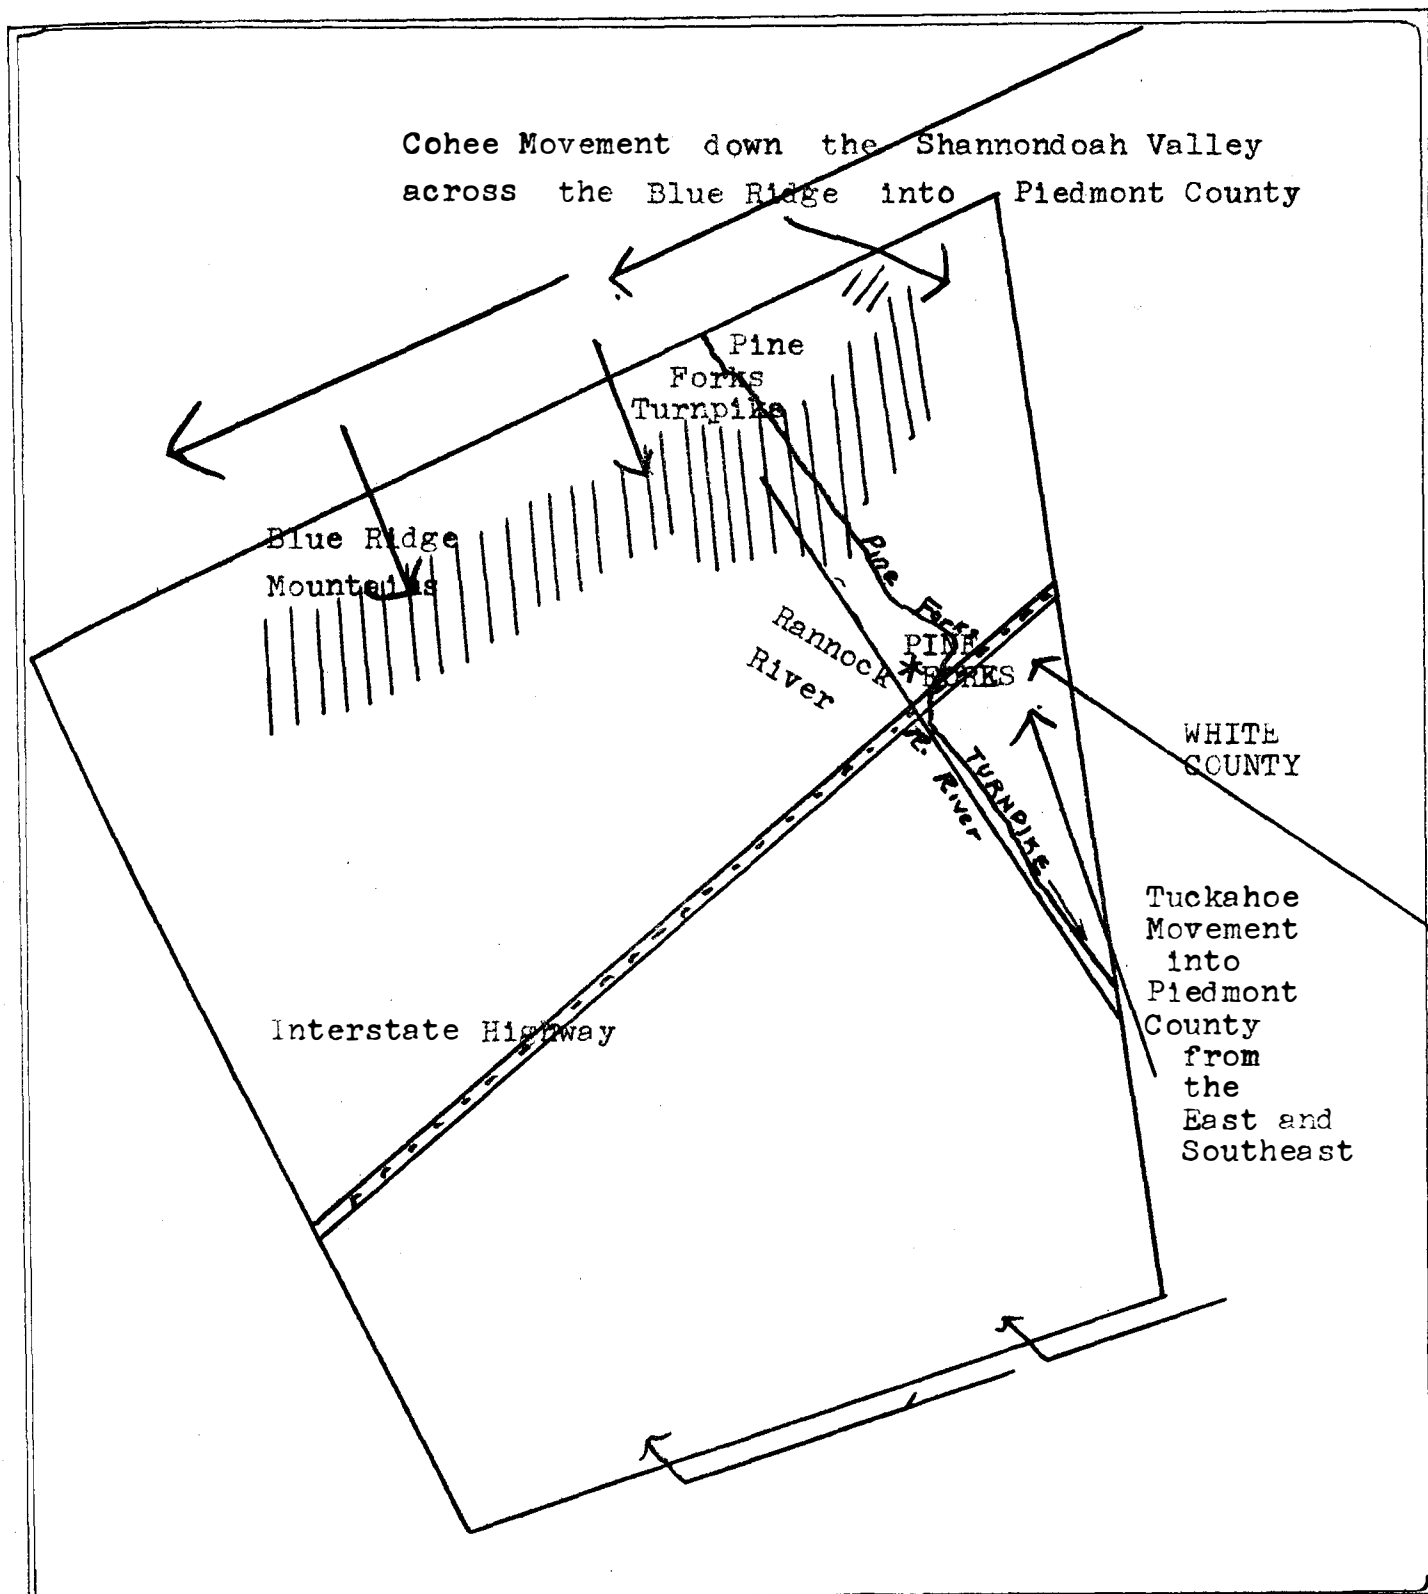 Cohee Movement down the Shannondoah Valley
across the Blue Ridge into Piedmont County
Pine
Forks
Turnpike
Blue Ridge
Mountains
Pine Forks
Rannock
River
PINE
FORKS
R. River
TURNPIKE
WHITE
COUNTY
Tuckahoe
Movement
into
Piedmont
County
from
the
East and
Southeast
Interstate Highway